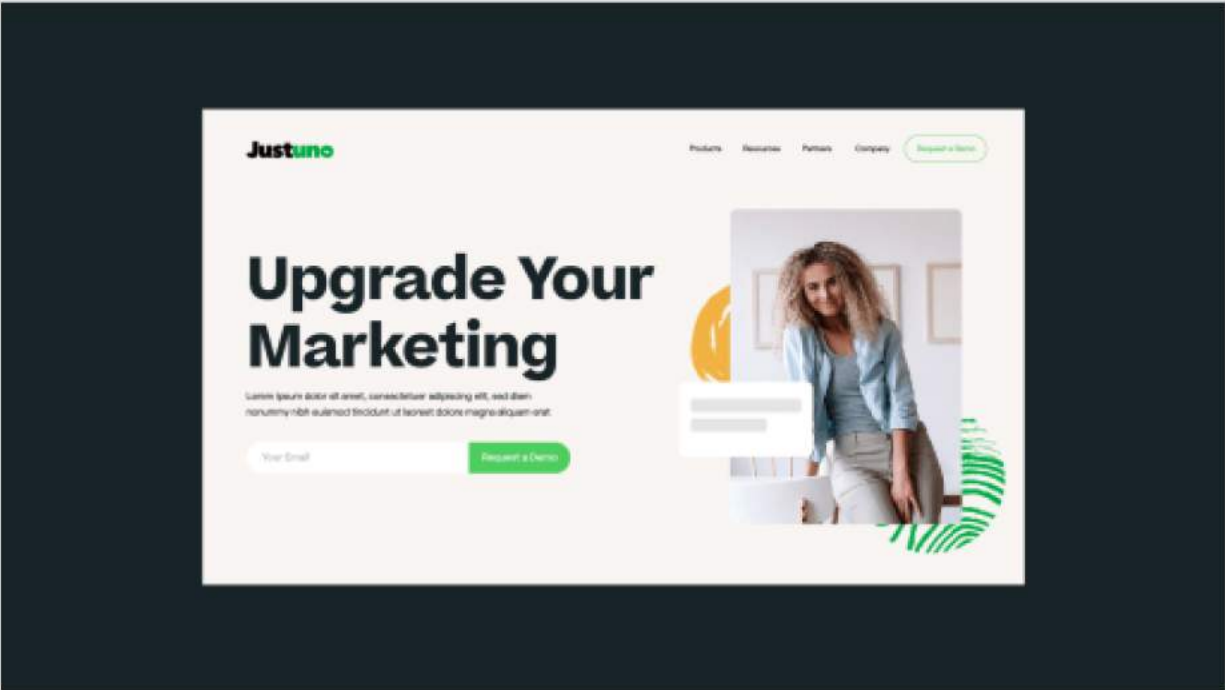 Justuno
Products Resources Partners Company Request a Demo
Upgrade Your
Marketing
Lorem ipsum dolor sit amet, consectetuer adipiscing elit, sed diam
nonummy nibh euismod tincidunt ut laoreet dolore magna aliquam erat
Your Email Request a Demo